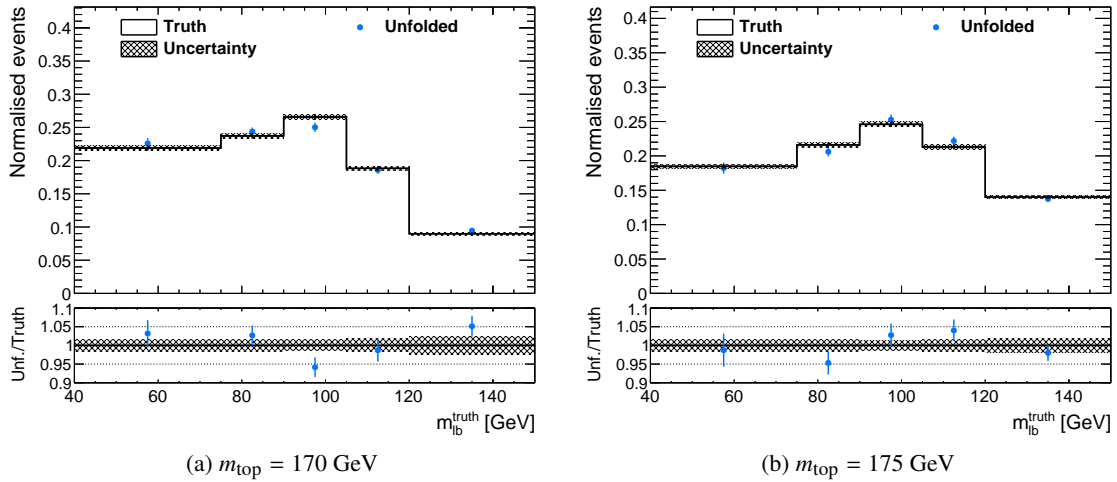 Normalised events
Truth
Uncertainty
Unfolded
0.4
0.35
0.3
0.25
0.2
0.15
0.1
0.05
0
Unf./Truth
1.1
1.05
1
0.95
0.9
40 60 80 100 120 140
m_lb^truth [GeV]
(a) m_top = 170 GeV
Normalised events
Truth
Uncertainty
Unfolded
0.4
0.35
0.3
0.25
0.2
0.15
0.1
0.05
0
Unf./Truth
1.1
1.05
1
0.95
0.9
40 60 80 100 120 140
m_lb^truth [GeV]
(b) m_top = 175 GeV